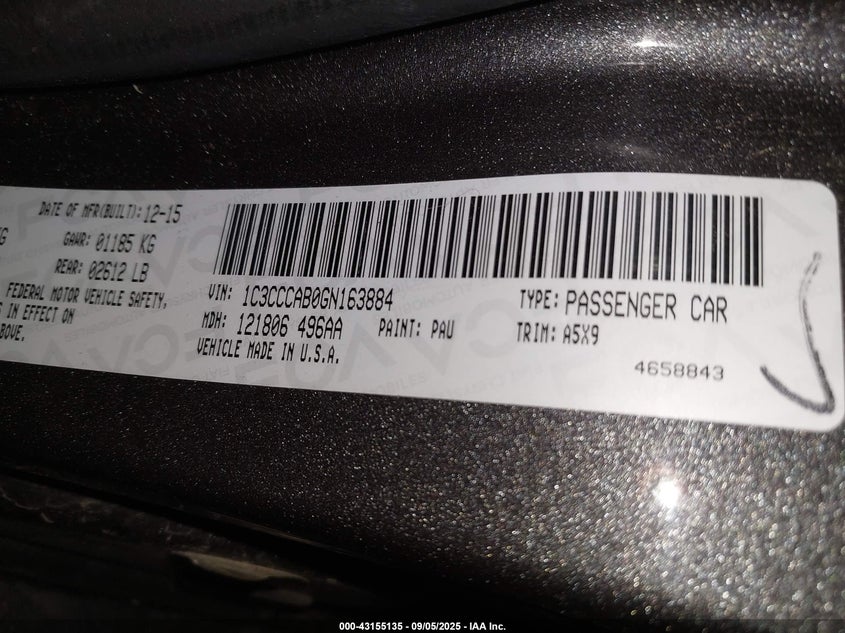 DATE OF MFR(BUILT): 12-15
KG GAWR: 01185 KG
REAR: 02612 LB
FEDERAL MOTOR VEHICLE SAFETY,
IN EFFECT ON
ABOVE.
VIN: 1C3CCCAB0GN163884
TYPE: PASSENGER CAR
MDH: 121806 496AA
PAINT: PAU
TRIM: A5X9
VEHICLE MADE IN U.S.A.
4658843
000-43155135 - 09/05/2025 - IAA Inc.